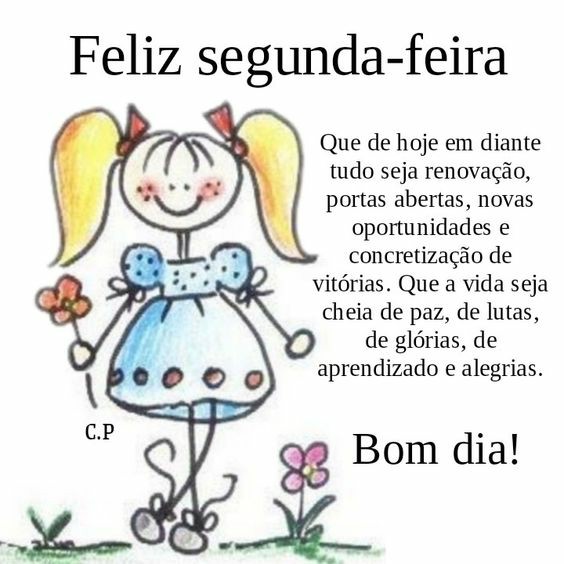 Feliz segunda-feira
Que de hoje em diante
tudo seja renovação,
portas abertas, novas
oportunidades e
concretização de
vitórias. Que a vida seja
cheia de paz, de lutas,
de glórias, de
aprendizado e alegrias.
C.P
Bom dia!